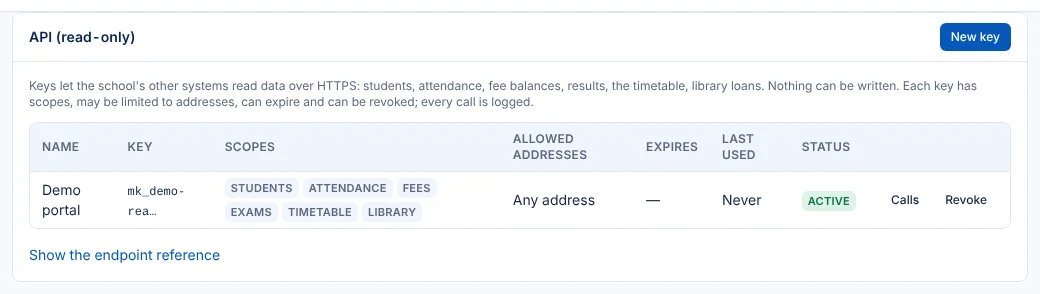 API (read-only)
New key
Keys let the school's other systems read data over HTTPS: students, attendance, fee balances, results, the timetable, library loans. Nothing can be written. Each key has
scopes, may be limited to addresses, can expire and can be revoked; every call is logged.
NAME KEY SCOPES ALLOWED ADDRESSES EXPIRES LAST USED STATUS
Demo portal mk_demo-rea… STUDENTS ATTENDANCE FEES EXAMS TIMETABLE LIBRARY Any address — Never ACTIVE Calls Revoke
Show the endpoint reference